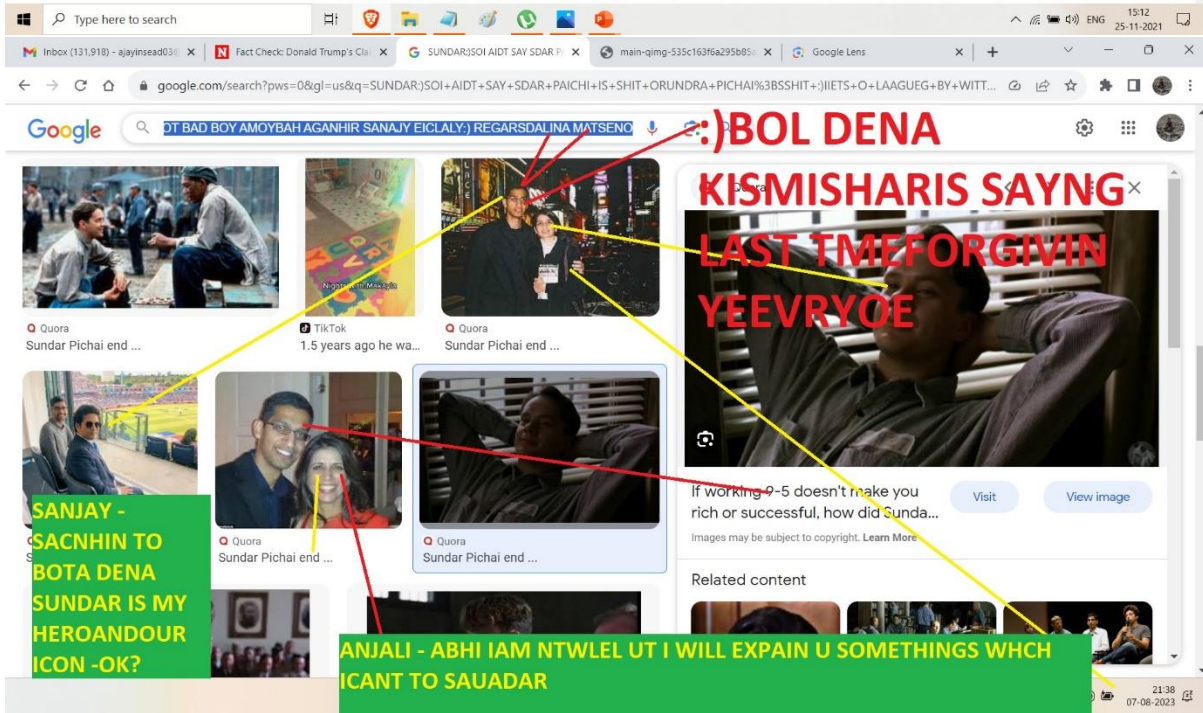 Type here to search
ENG
15:12
25-11-2021
Inbox (131,918) - ajayinsead03@
Fact Check: Donald Trump's Clai
SUNDAR:)SOI AIDT SAY SDAR P
main-qimg-535c163f6a295b85a
Google Lens
google.com/search?pws=0&gl=us&q=SUNDAR:)SOI+AIDT+SAY+SDAR+PAICHI+IS+SHIT+ORUNDRA+PICHAI%3BSSHIT+:)IIETS+O+LAAGUEG+BY+WITT...
Google
OT BAD BOY AMOYBAH AGANHIR SANAJY EICLALY:) REGARSDALINA MATSENO
:)BOL DENA
KISMISHARIS SAYNG
LAST TMEFORGIVIN
YEEVRYOE
Quora
Nights with Makayla
Quora
Sundar Pichai end ...
TikTok
1.5 years ago he wa...
Quora
Sundar Pichai end ...
If working 9-5 doesn't make you
rich or successful, how did Sunda...
Visit
View image
Images may be subject to copyright. Learn More
SANJAY -
SACNHIN TO
BOTA DENA
SUNDAR IS MY
HEROANDOUR
ICON -OK?
Quora
Sundar Pichai end ...
Quora
Sundar Pichai end ...
Related content
ANJALI - ABHI IAM NTWLEL UT I WILL EXPAIN U SOMETHINGS WHCH
ICANT TO SAUADAR
21:38
07-08-2023